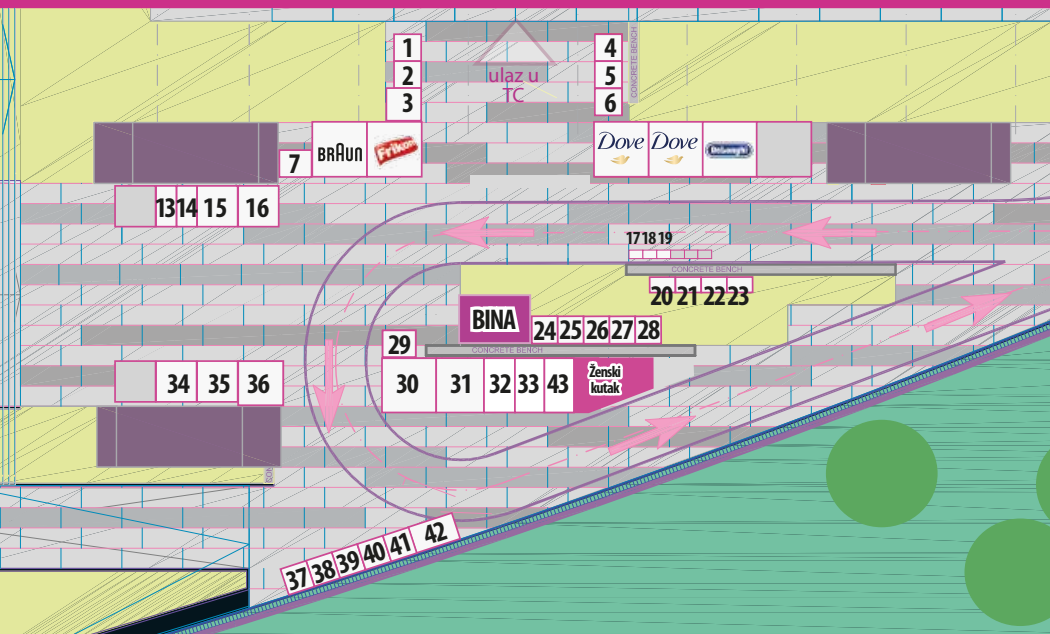 1
2
3
ulaz u
TC
4
5
6
CONCRETE BENCH
7
BRAUN
Frikom
Dove
Dove
DeLonghi
13 14 15 16
17 18 19
CONCRETE BENCH
20 21 22 23
BINA
24 25 26 27 28
29
CONCRETE BENCH
30 31 32 33 43
Ženski
kutak
34 35 36
37 38 39 40 41 42